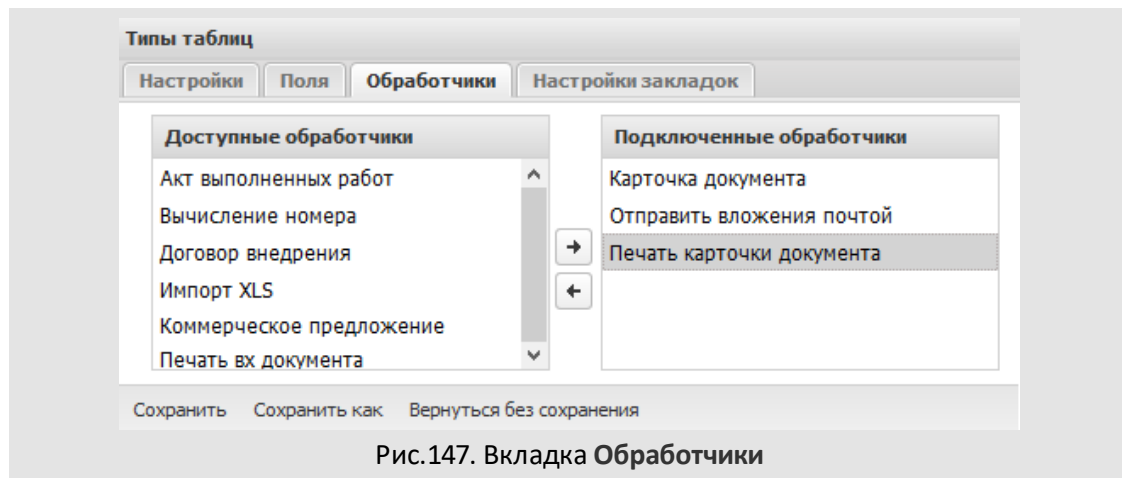 Типы таблиц
Настройки Поля Обработчики Настройки закладок
Доступные обработчики
Акт выполненных работ
Вычисление номера
Договор внедрения
Импорт XLS
Коммерческое предложение
Печать вх документа
Подключенные обработчики
Карточка документа
Отправить вложения почтой
Печать карточки документа
Сохранить Сохранить как Вернуться без сохранения
Рис.147. Вкладка Обработчики